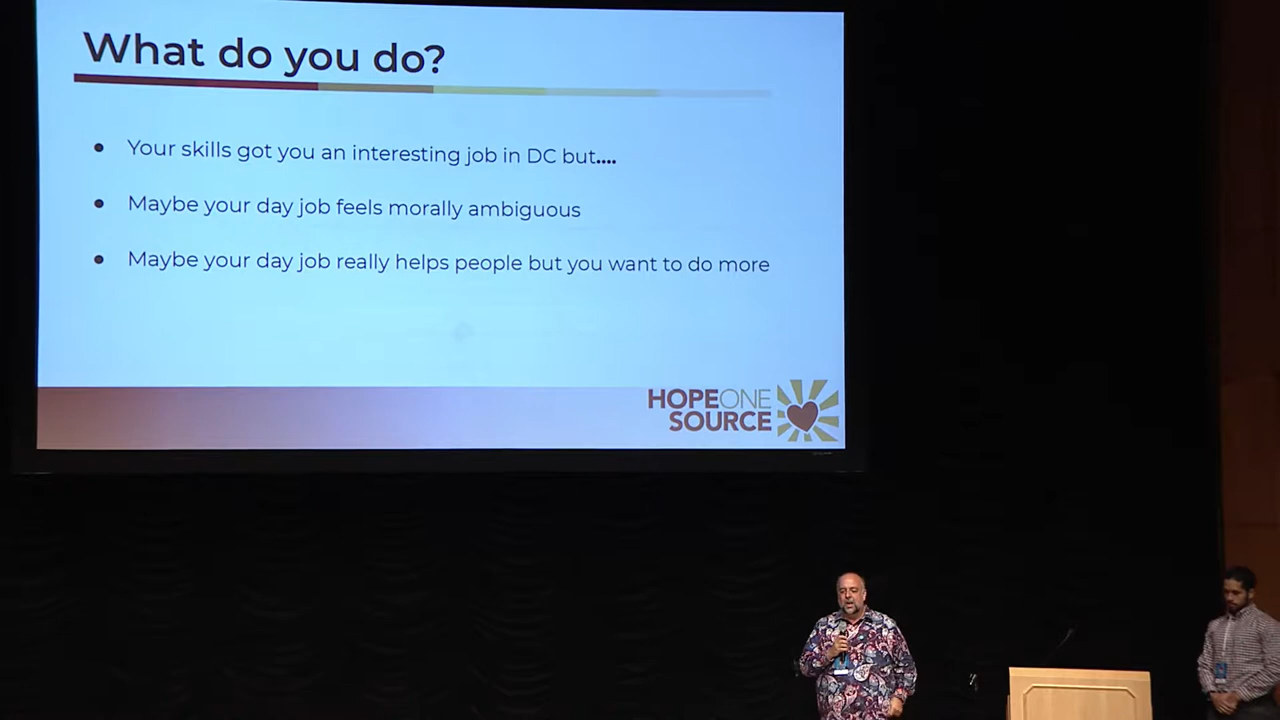 What do you do?
Your skills got you an interesting job in DC but....
Maybe your day job feels morally ambiguous
Maybe your day job really helps people but you want to do more
HOPEONE
SOURCE